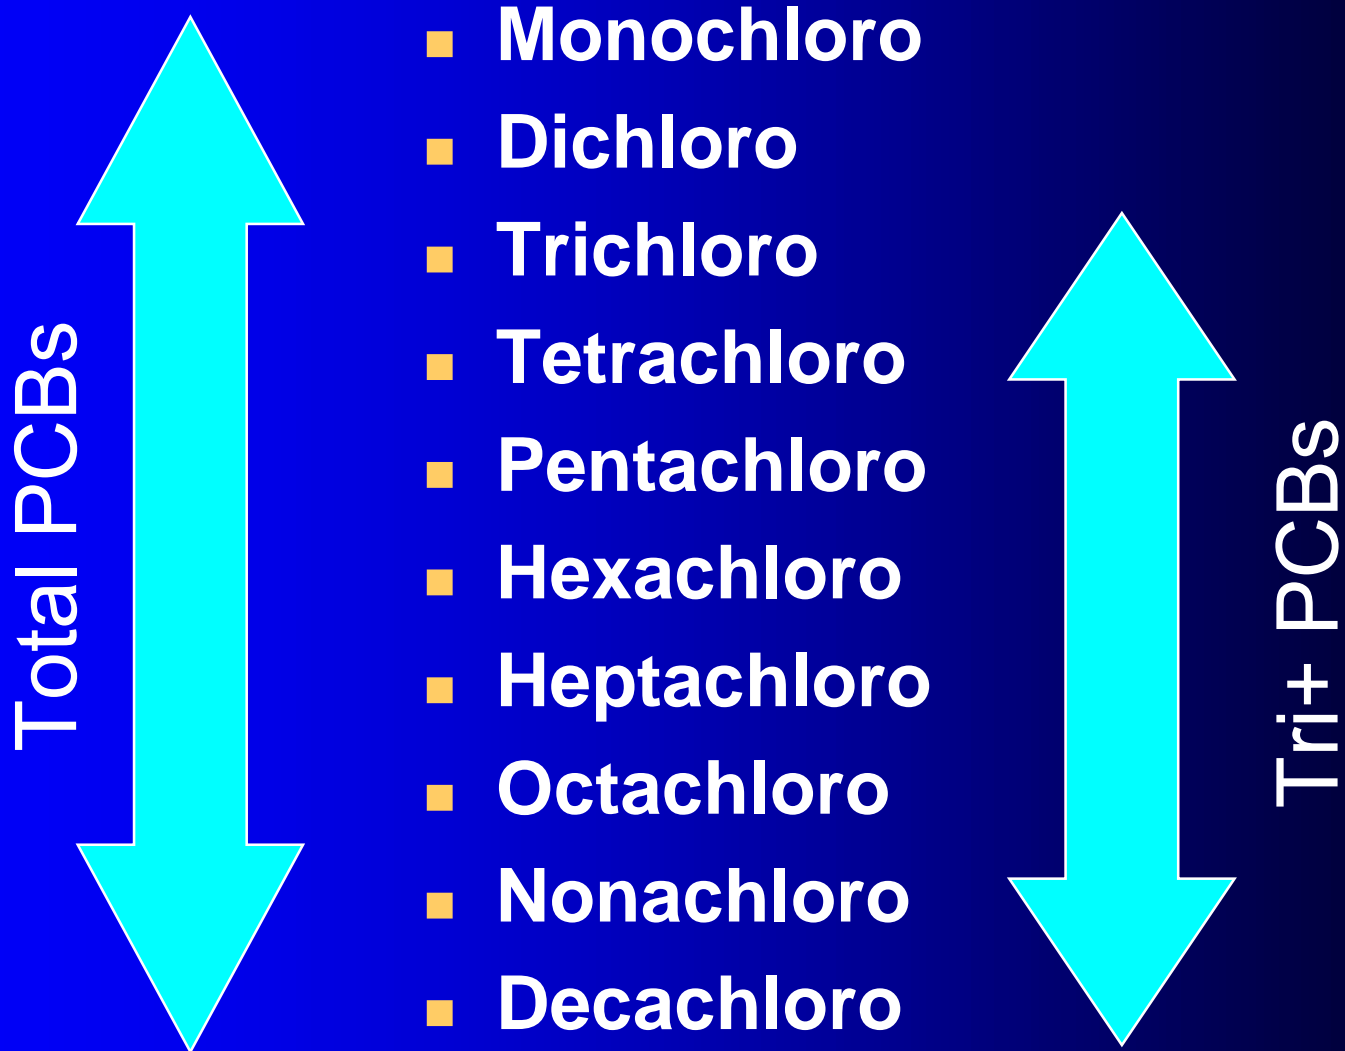 Total PCBs
Monochloro
Dichloro
Trichloro
Tetrachloro
Pentachloro
Hexachloro
Heptachloro
Octachloro
Nonachloro
Decachloro
Tri+ PCBs